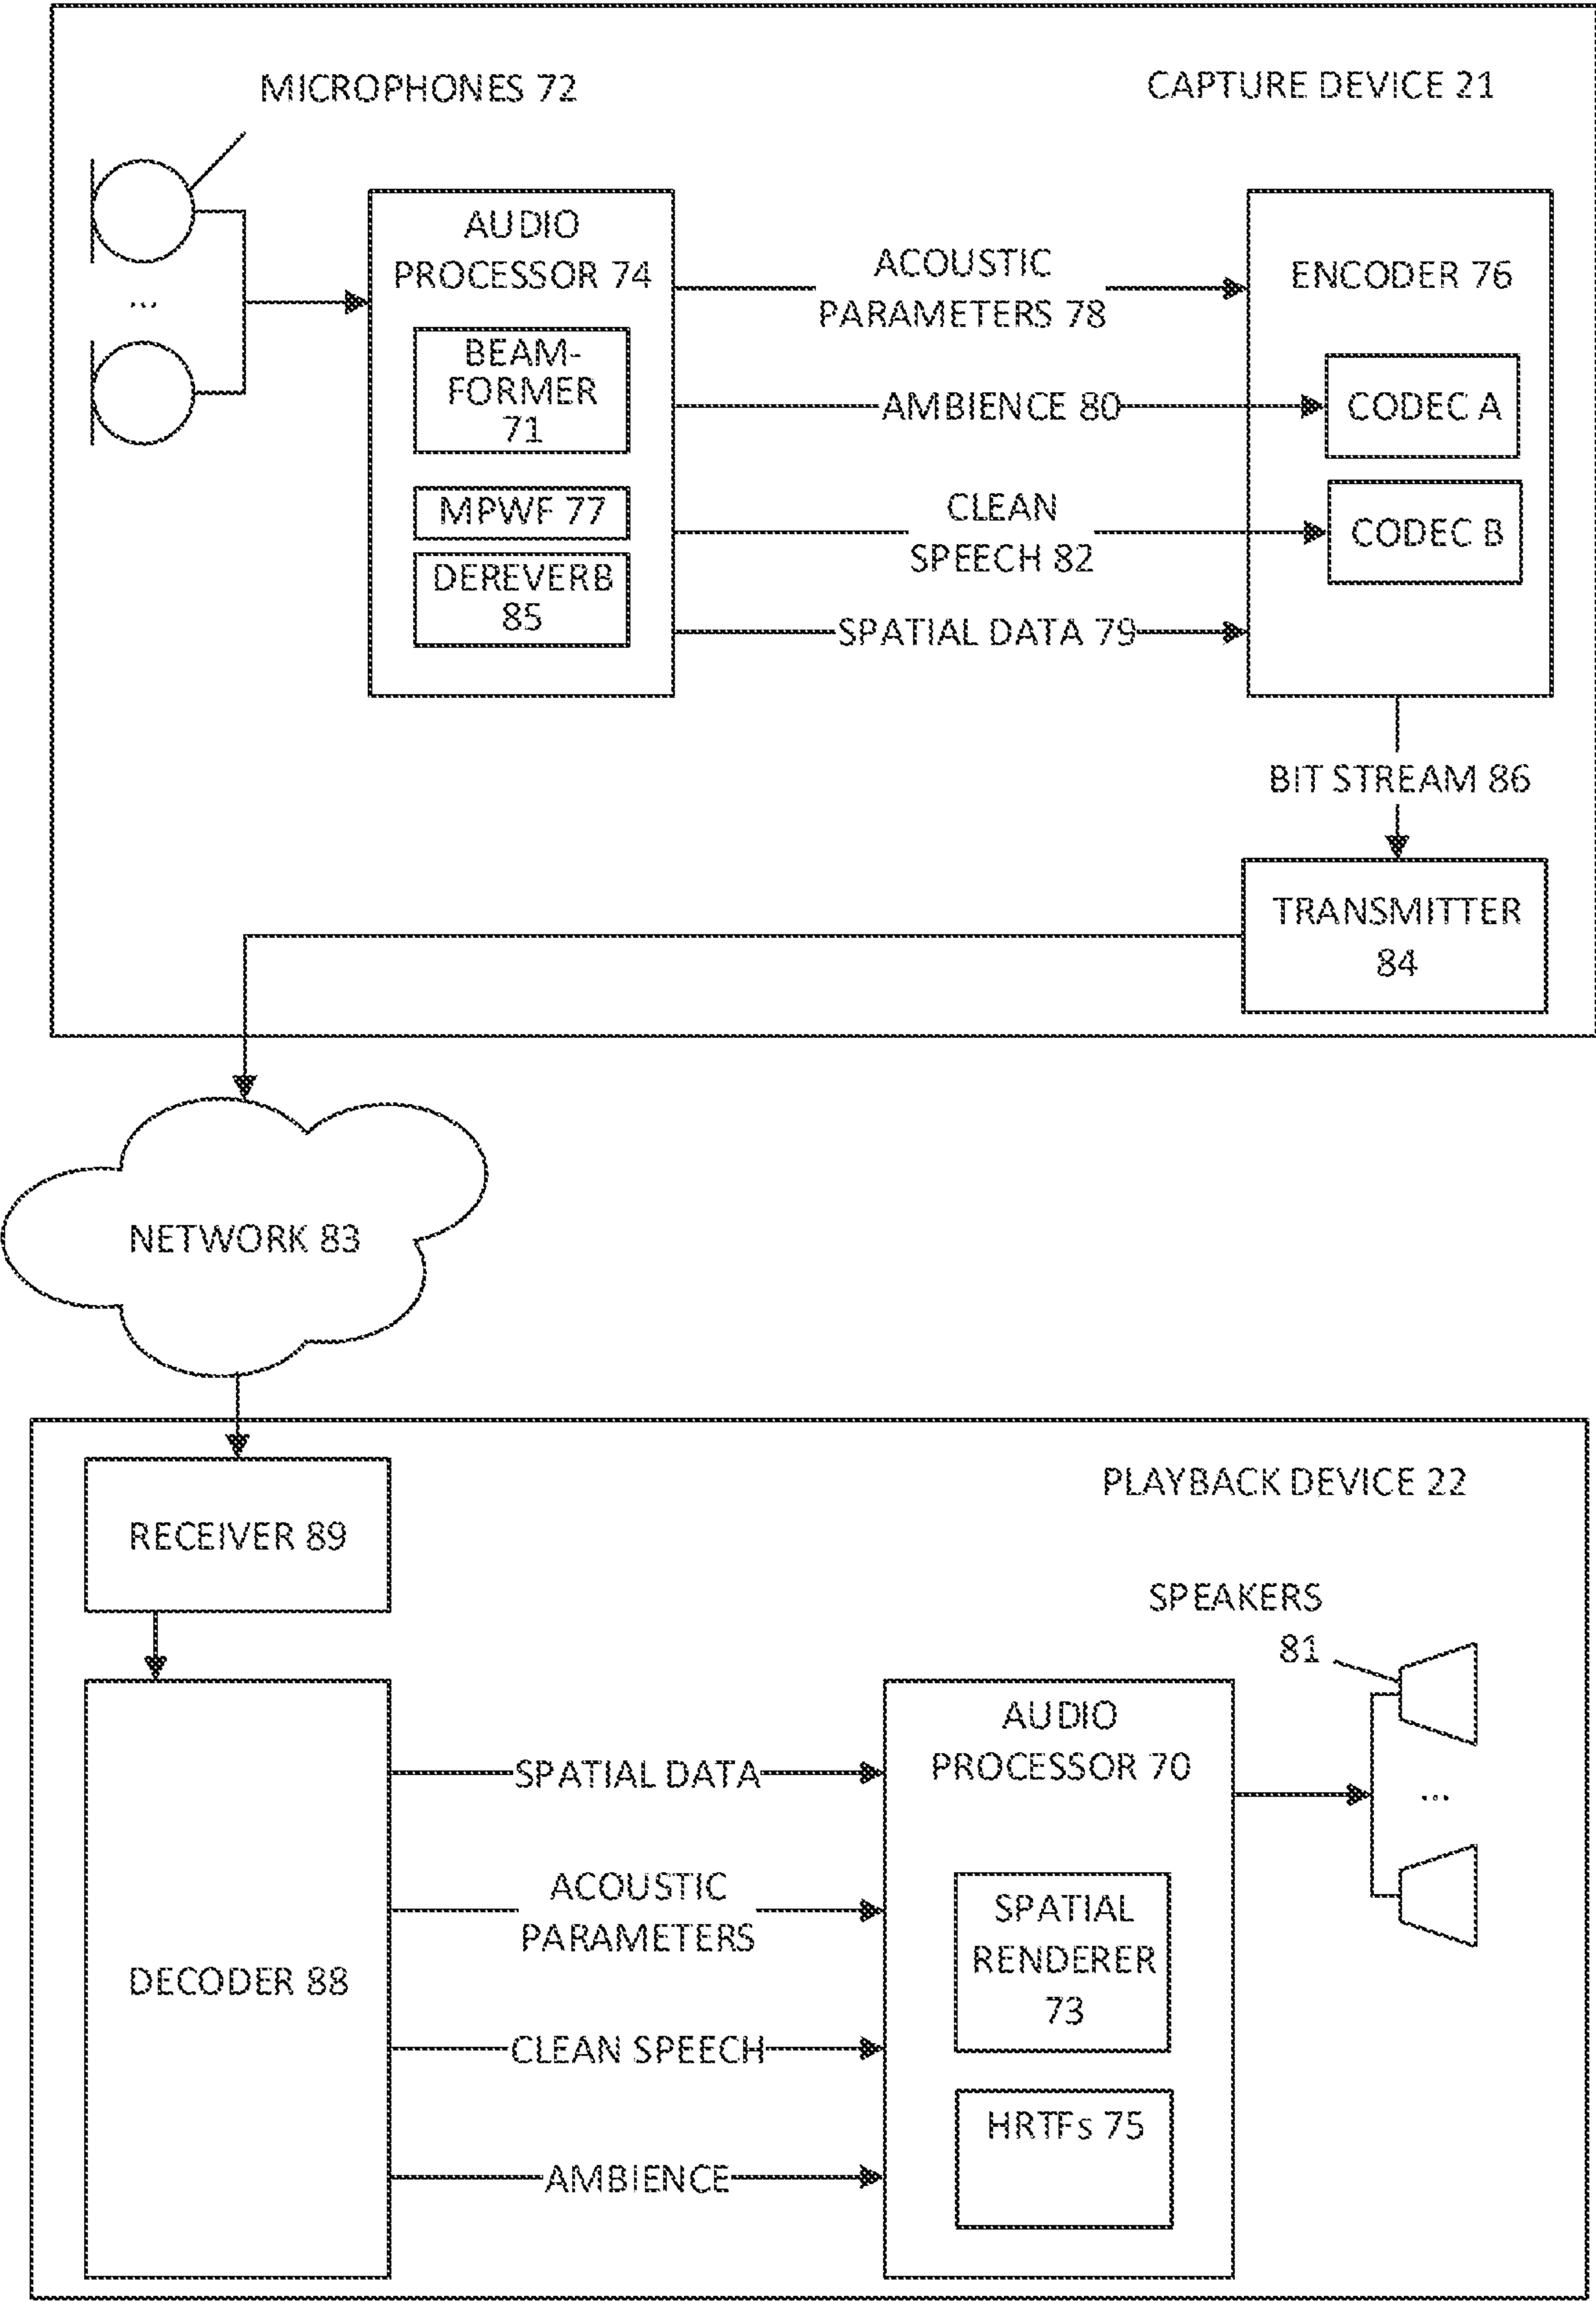 MICROPHONES 72
CAPTURE DEVICE 21
...
AUDIO
PROCESSOR 74
BEAM-
FORMER
71
MPWF 77
DEREVERB
85
ACOUSTIC
PARAMETERS 78
AMBIENCE 80
CLEAN
SPEECH 82
SPATIAL DATA 79
ENCODER 76
CODEC A
CODEC B
BIT STREAM 86
TRANSMITTER
84
NETWORK 83
PLAYBACK DEVICE 22
RECEIVER 89
DECODER 88
SPATIAL DATA
ACOUSTIC
PARAMETERS
CLEAN SPEECH
AMBIENCE
AUDIO
PROCESSOR 70
SPATIAL
RENDERER
73
HRTFs 75
SPEAKERS
81
...